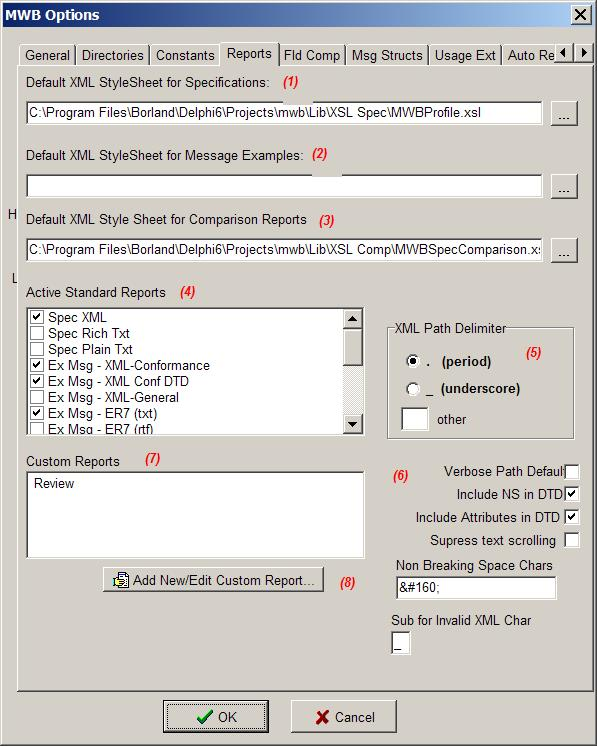 MWB Options
General Directories Constants Reports Fld Comp Msg Structs Usage Ext Auto Re
Default XML StyleSheet for Specifications: (1)
C:\Program Files\Borland\Delphi6\Projects\mwb\Lib\XSL Spec\MWBProfile.xsl
...
Default XML StyleSheet for Message Examples: (2)
...
H
Default XML Style Sheet for Comparison Reports (3)
C:\Program Files\Borland\Delphi6\Projects\mwb\Lib\XSL Comp\MWBSpecComparison.xs
...
L
Active Standard Reports (4)
Spec XML
Spec Rich Txt
Spec Plain Txt
Ex Msg - XML-Conformance
Ex Msg - XML Conf DTD
Ex Msg - XML-General
Ex Msg - ER7 (txt)
Ex Msg - ER7 (rtf)
XML Path Delimiter
. (period) (5)
_ (underscore)
other
Custom Reports (7)
Review
Add New/Edit Custom Report... (8)
(6) Verbose Path Default
Include NS in DTD
Include Attributes in DTD
Supress text scrolling
Non Breaking Space Chars
&#160;
Sub for Invalid XML Char
_
OK Cancel